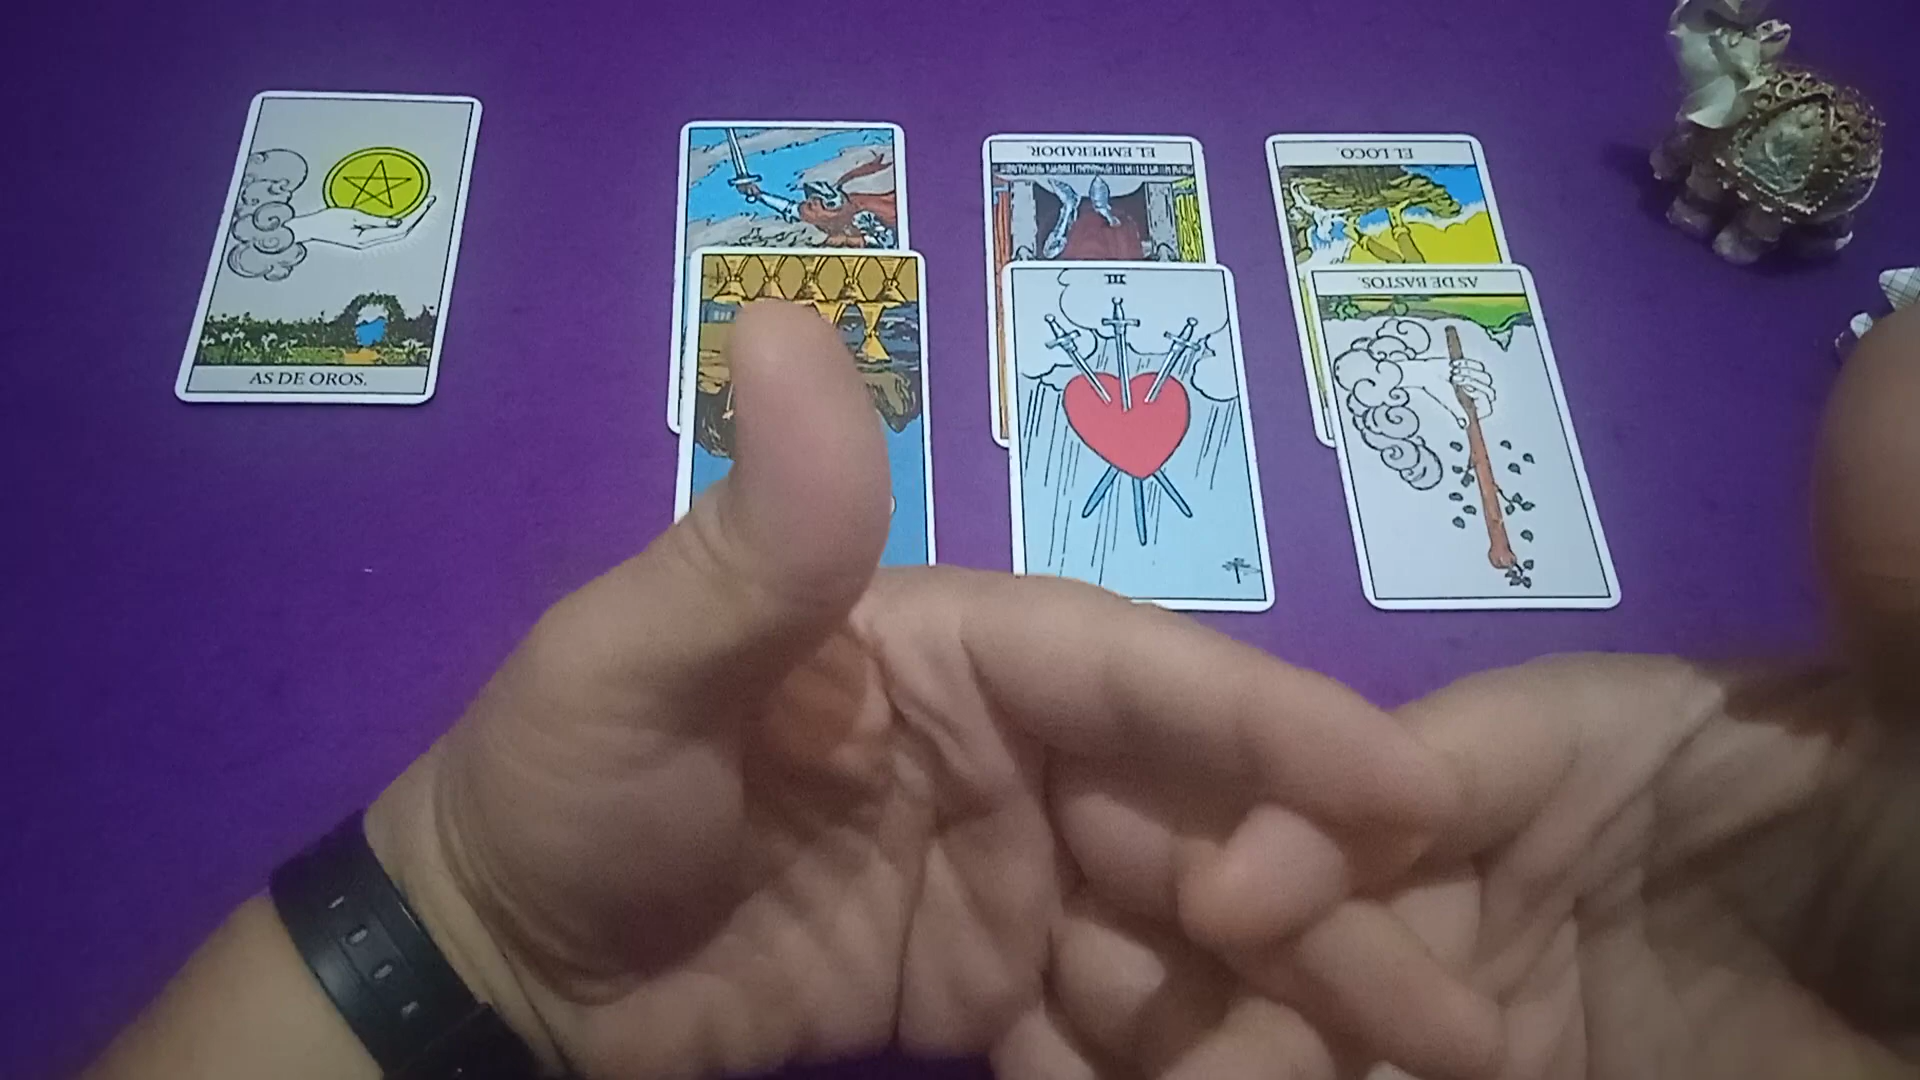 AS DE OROS.
EL EMPERADOR.
EL LOCO.
III
AS DE BASTOS.